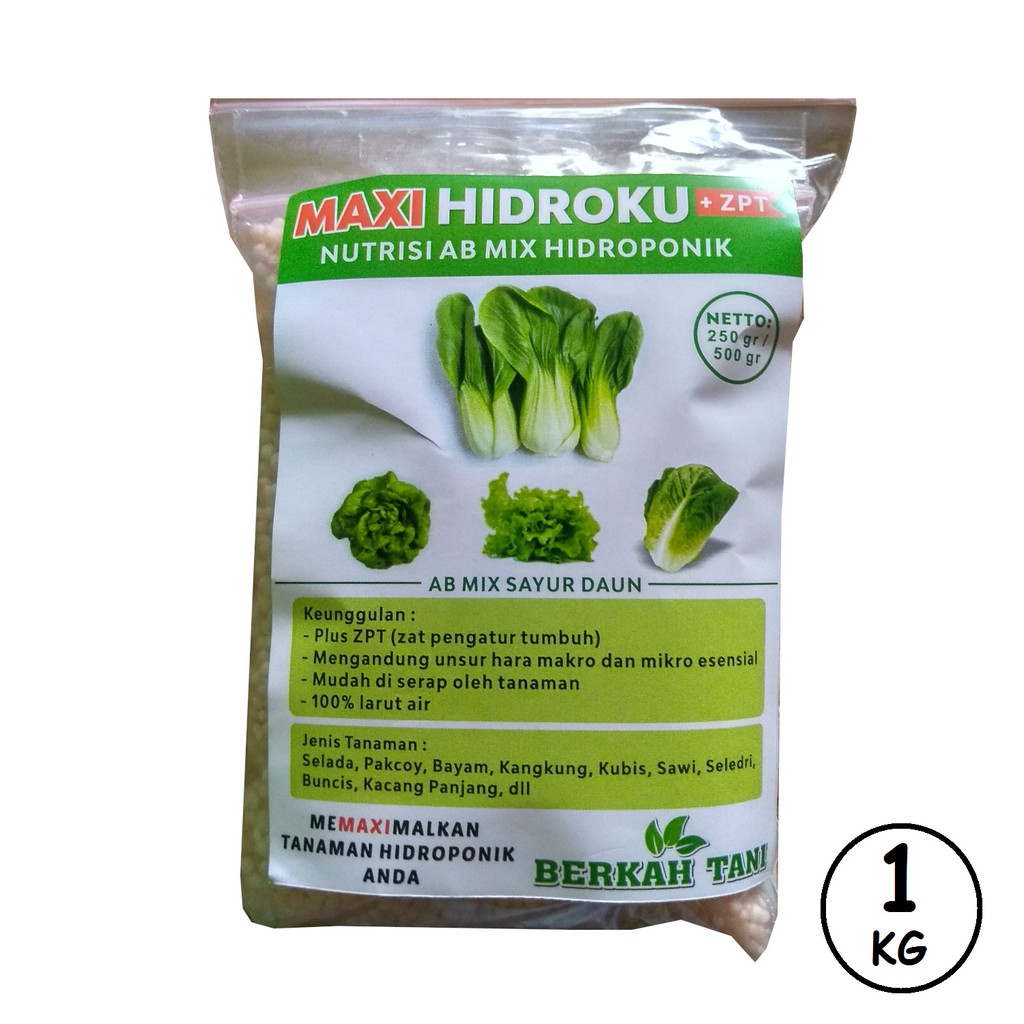 MAXI HIDROKU + ZPT
NUTRISI AB MIX HIDROPONIK
NETTO:
250 gr /
500 gr
AB MIX SAYUR DAUN
Keunggulan :
- Plus ZPT (zat pengatur tumbuh)
- Mengandung unsur hara makro dan mikro esensial
- Mudah di serap oleh tanaman
- 100% larut air
Jenis Tanaman :
Selada, Pakcoy, Bayam, Kangkung, Kubis, Sawi, Seledri,
Buncis, Kacang Panjang, dll
MEMAXIMALKAN
TANAMAN HIDROPONIK
ANDA
BERKAH TANI
1
KG